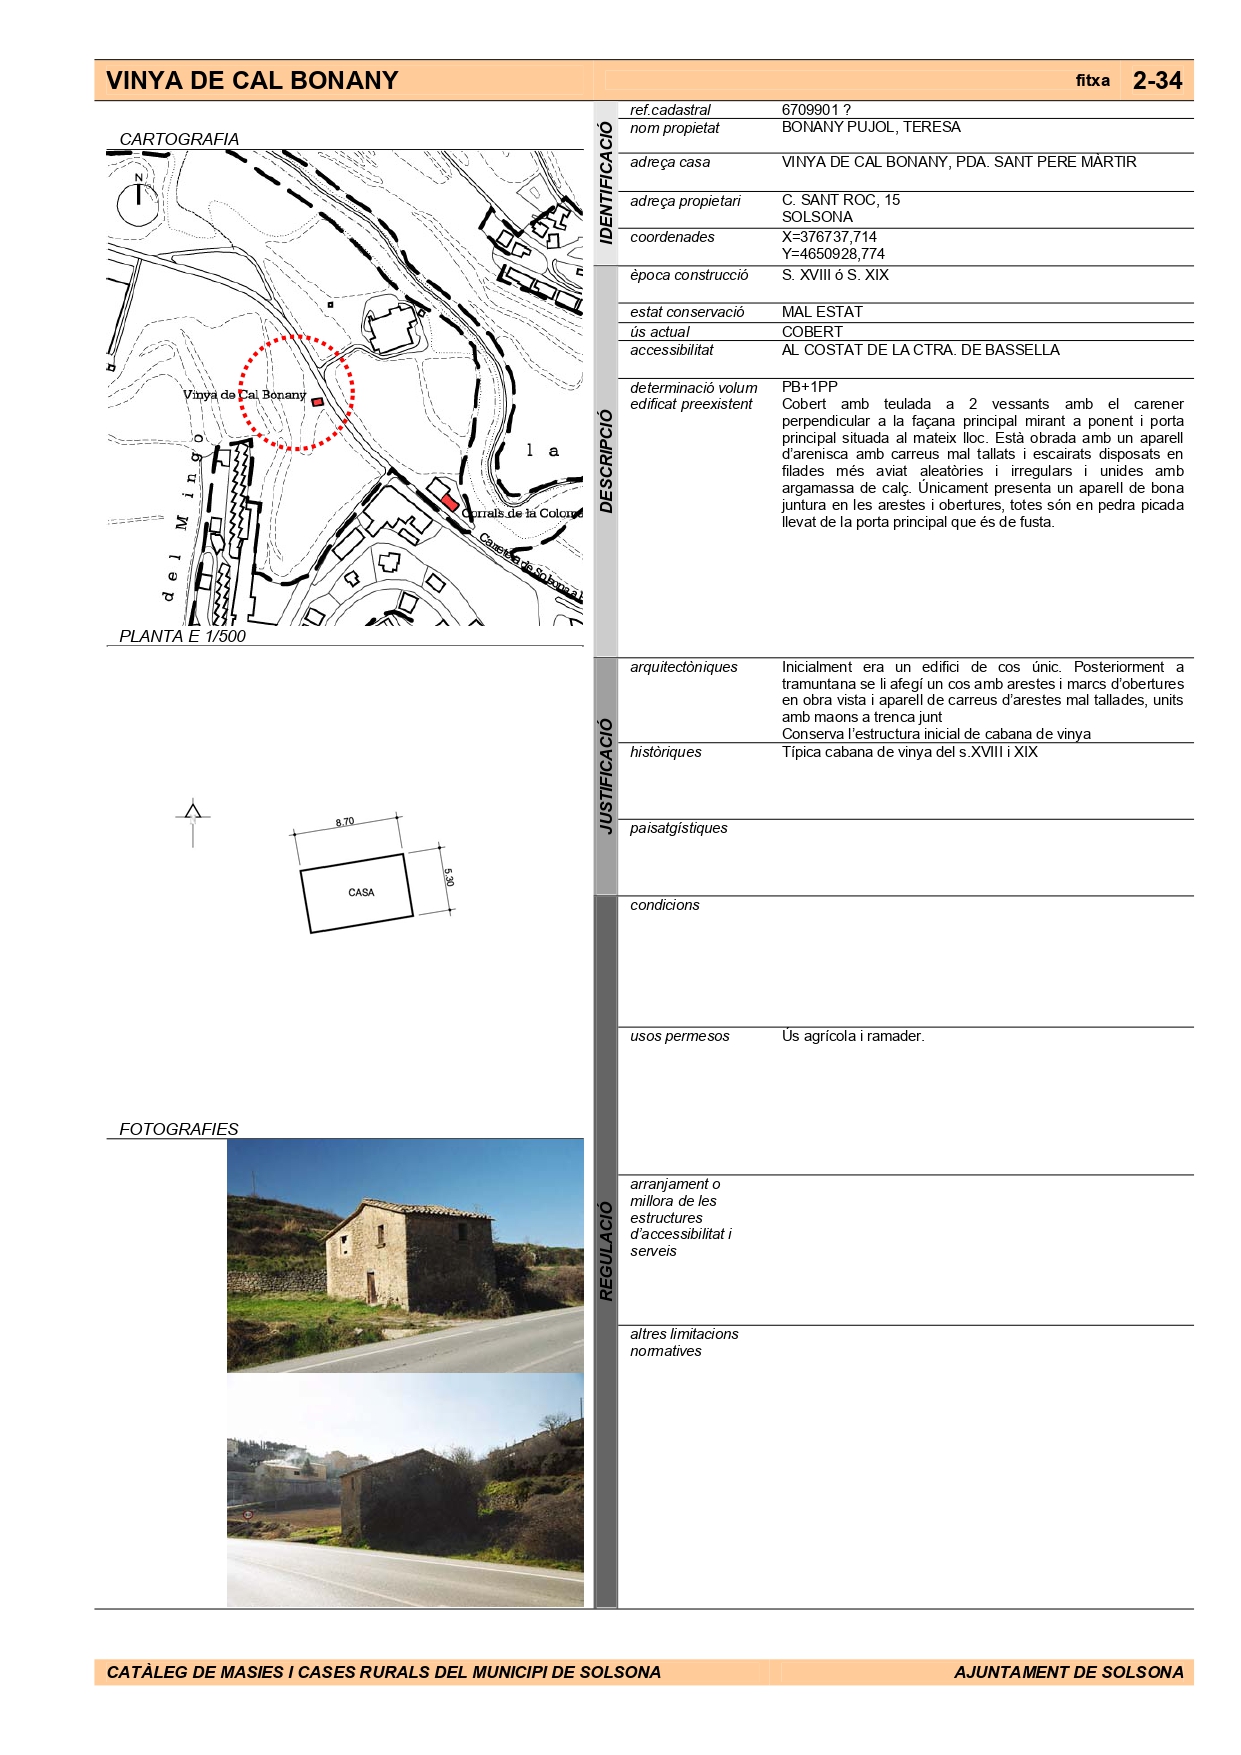 VINYA DE CAL BONANY
fitxa 2-34
CARTOGRAFIA
N
Vinya de Cal Bonany
l a
del Mingo
Corrals de la Colom
Carretera de Solsona a
PLANTA E 1/500
8.70
5.30
CASA
FOTOGRAFIES
IDENTIFICACIÓ
ref.cadastral 6709901 ?
nom propietat BONANY PUJOL, TERESA
adreça casa VINYA DE CAL BONANY, PDA. SANT PERE MÀRTIR
adreça propietari C. SANT ROC, 15
SOLSONA
coordenades X=376737,714
Y=4650928,774
DESCRIPCIÓ
època construcció S. XVIII ó S. XIX
estat conservació MAL ESTAT
ús actual COBERT
accessibilitat AL COSTAT DE LA CTRA. DE BASSELLA
determinació volum PB+1PP
edificat preexistent Cobert amb teulada a 2 vessants amb el carener
perpendicular a la façana principal mirant a ponent i porta
principal situada al mateix lloc. Està obrada amb un aparell
d'arenisca amb carreus mal tallats i escairats disposats en
filades més aviat aleatòries i irregulars i unides amb
argamassa de calç. Únicament presenta un aparell de bona
juntura en les arestes i obertures, totes són en pedra picada
llevat de la porta principal que és de fusta.
JUSTIFICACIÓ
arquitectòniques Inicialment era un edifici de cos únic. Posteriorment a
tramuntana se li afegí un cos amb arestes i marcs d'obertures
en obra vista i aparell de carreus d'arestes mal tallades, units
amb maons a trenca junt
Conserva l'estructura inicial de cabana de vinya
històriques Típica cabana de vinya del s.XVIII i XIX
paisatgístiques
REGULACIÓ
condicions
usos permesos Ús agrícola i ramader.
arranjament o
millora de les
estructures
d'accessibilitat i
serveis
altres limitacions
normatives
CATÀLEG DE MASIES I CASES RURALS DEL MUNICIPI DE SOLSONA
AJUNTAMENT DE SOLSONA